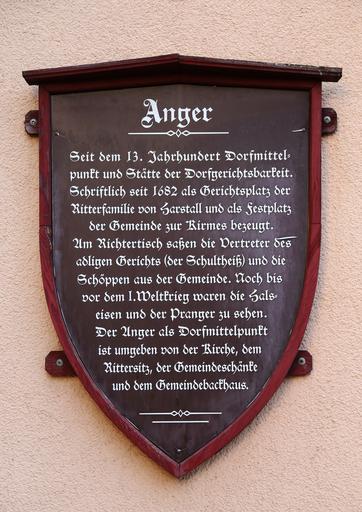 Anger
Seit dem 13. Jahrhundert Dorfmittel-
punkt und Stätte der Dorfgerichtsbarkeit.
Schriftlich seit 1682 als Gerichtsplatz der
Ritterfamilie von Harstall und als Festplatz
der Gemeinde zur Kirmes bezeugt.
Am Richtertisch saßen die Vertreter des
adligen Gerichts (der Schultheiß) und die
Schöppen aus der Gemeinde. Noch bis
vor dem 1.Weltkrieg waren die Hals-
eisen und der Pranger zu sehen.
Der Anger als Dorfmittelpunkt
ist umgeben von der Kirche, dem
Rittersitz, der Gemeindeschänke
und dem Gemeindebackhaus.